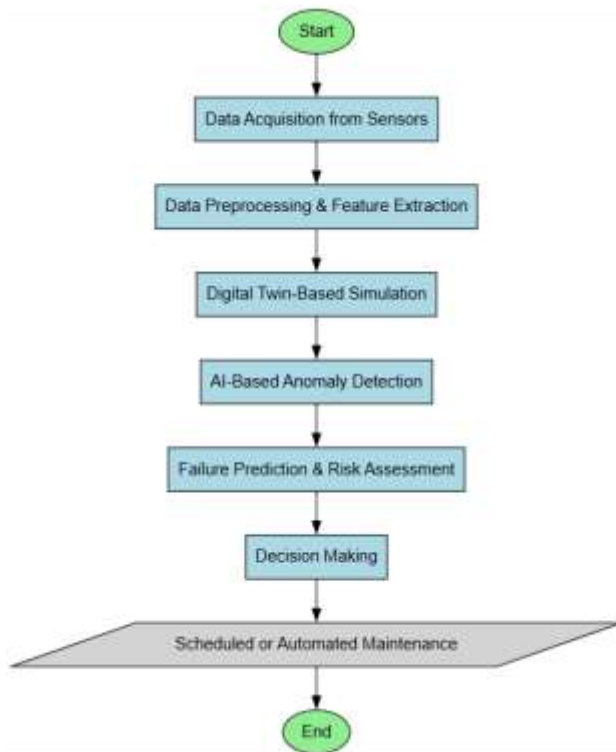 Start
Data Acquisition from Sensors
Data Preprocessing & Feature Extraction
Digital Twin-Based Simulation
AI-Based Anomaly Detection
Failure Prediction & Risk Assessment
Decision Making
Scheduled or Automated Maintenance
End